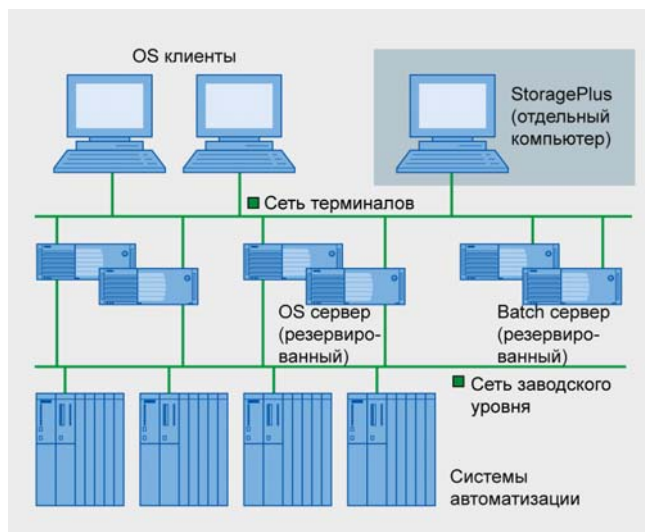 OS клиенты
StoragePlus
(отдельный
компьютер)
Сеть терминалов
OS сервер
(резервиро-
ванный)
Batch сервер
(резервиро-
ванный)
Сеть заводского
уровня
Системы
автоматизации